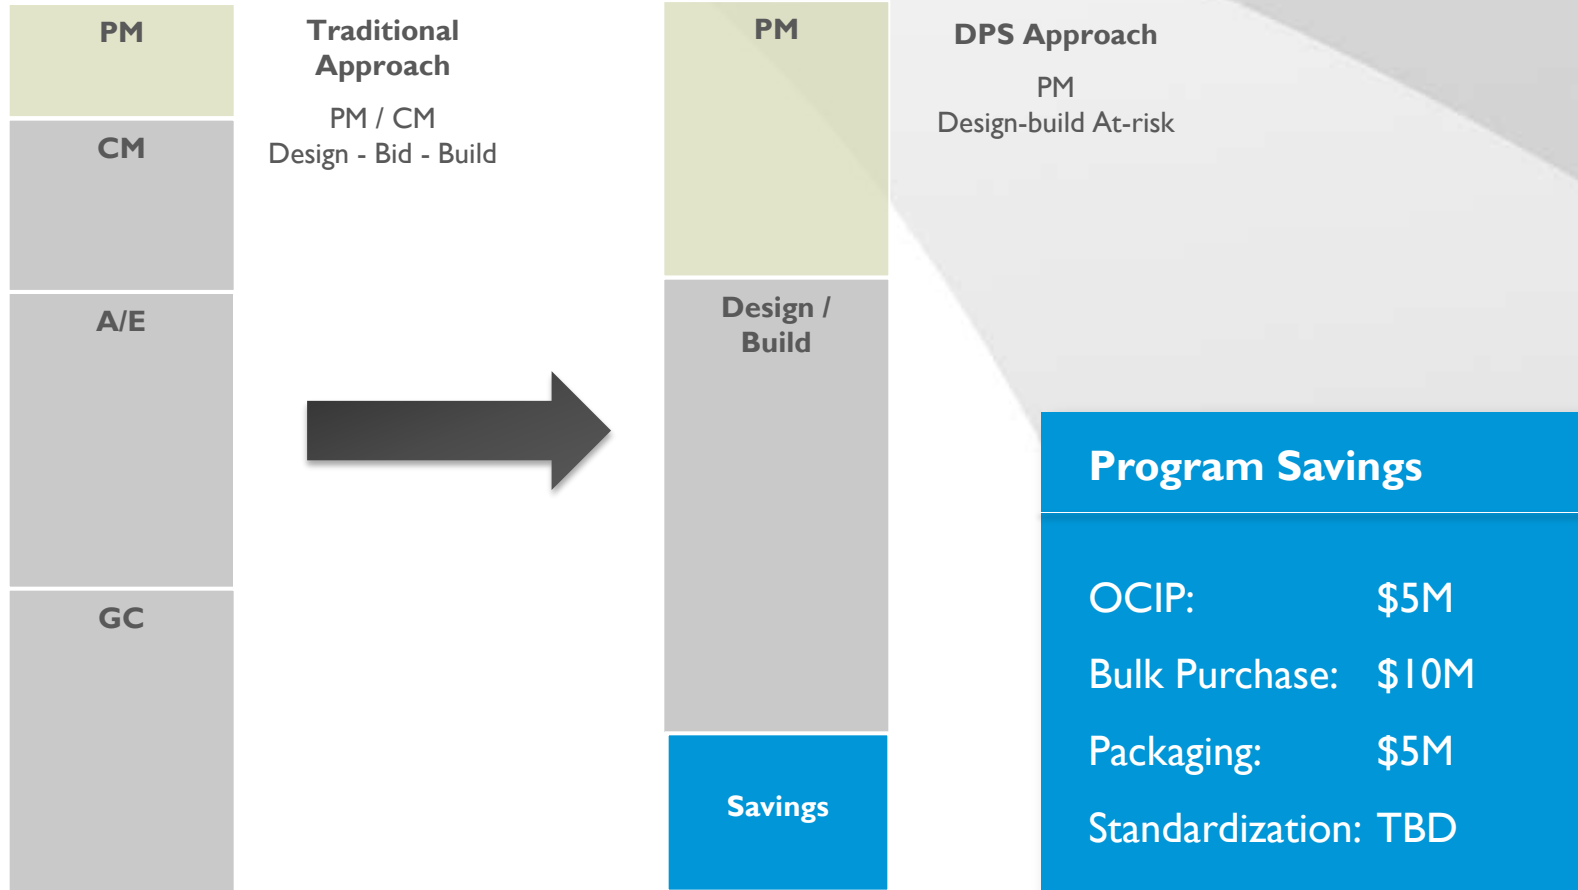 PM
CM
A/E
GC
Traditional
Approach
PM / CM
Design - Bid - Build
PM
Design /
Build
Savings
DPS Approach
PM
Design-build At-risk
Program Savings
OCIP: $5M
Bulk Purchase: $10M
Packaging: $5M
Standardization: TBD